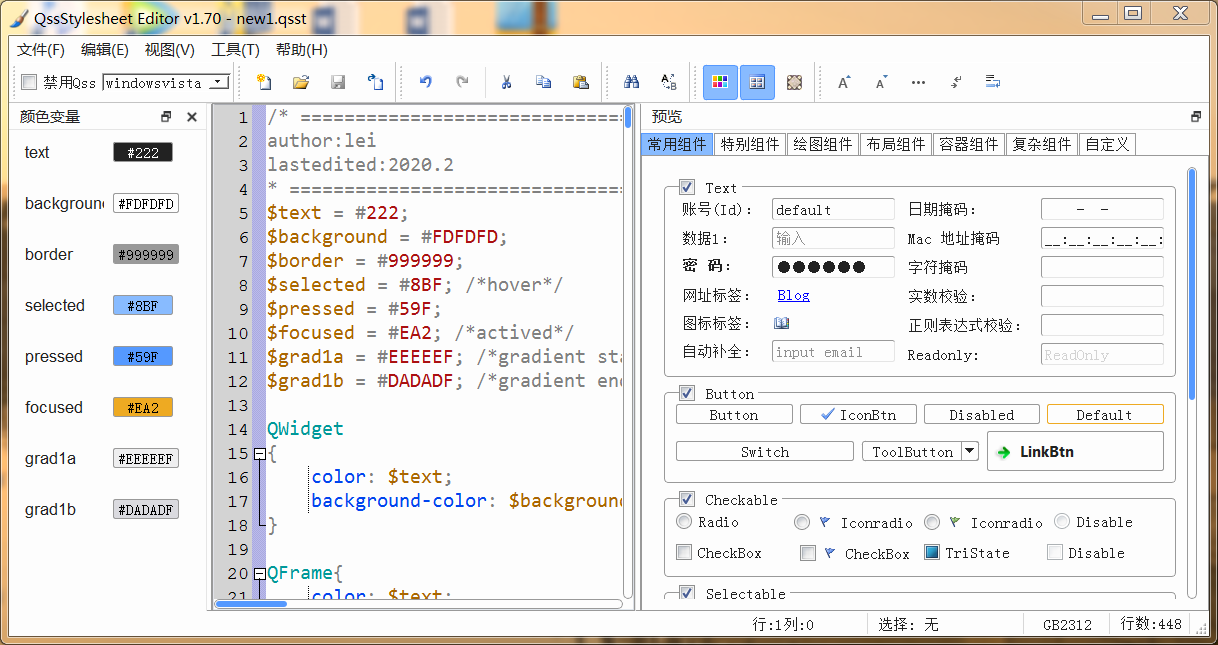 QssStylesheet Editor v1.70 - new1.qsst
文件(F) 编辑(E) 视图(V) 工具(T) 帮助(H)
禁用Qss windowsvista
颜色变量
text #222
background #FDFDFD
border #999999
selected #8BF
pressed #59F
focused #EA2
grad1a #EEEEEF
grad1b #DADADF
1 /* ==============================
2 author:lei
3 lastedited:2020.2
4 * ==============================
5 $text = #222;
6 $background = #FDFDFD;
7 $border = #999999;
8 $selected = #8BF; /*hover*/
9 $pressed = #59F;
10 $focused = #EA2; /*actived*/
11 $grad1a = #EEEEEF; /*gradient sta
12 $grad1b = #DADADF; /*gradient end
13
14 QWidget
15 {
16 color: $text;
17 background-color: $background
18 }
19
20 QFrame{
21 color: $text;
预览
常用组件 特别组件 绘图组件 布局组件 容器组件 复杂组件 自定义
Text
账号(Id): default 日期掩码: - -
数据1: 输入 Mac 地址掩码 __:__:__:__:__:
密 码: ●●●●●● 字符掩码
网址标签: Blog 实数校验:
图标标签: 正则表达式校验:
自动补全: input email Readonly: ReadOnly
Button
Button IconBtn Disabled Default
Switch ToolButton LinkBtn
Checkable
Radio Iconradio Iconradio Disable
CheckBox CheckBox TriState Disable
Selectable
行:1列:0 选择: 无 GB2312 行数:448